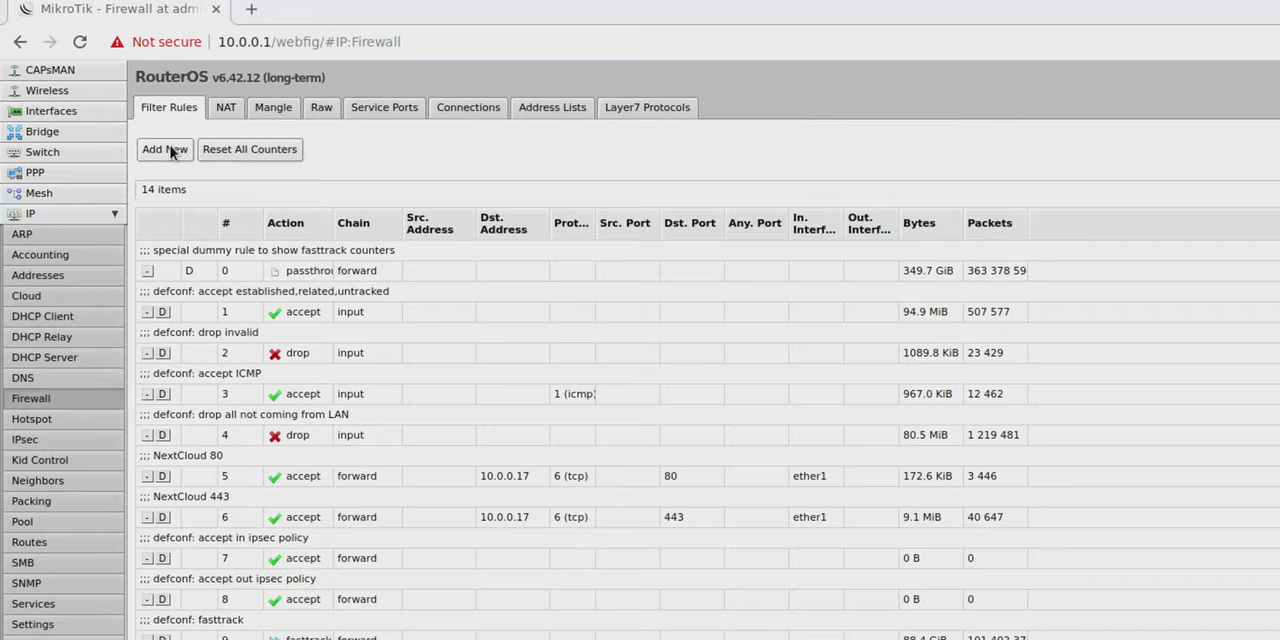 MikroTik - Firewall at adm
Not secure 10.0.0.1/webfig/#IP:Firewall
CAPsMAN
Wireless
Interfaces
Bridge
Switch
PPP
Mesh
IP
ARP
Accounting
Addresses
Cloud
DHCP Client
DHCP Relay
DHCP Server
DNS
Firewall
Hotspot
IPsec
Kid Control
Neighbors
Packing
Pool
Routes
SMB
SNMP
Services
Settings
RouterOS v6.42.12 (long-term)
Filter Rules NAT Mangle Raw Service Ports Connections Address Lists Layer7 Protocols
Add New Reset All Counters
14 items
# Action Chain Src. Address Dst. Address Prot... Src. Port Dst. Port Any. Port In. Interf... Out. Interf... Bytes Packets
;;; special dummy rule to show fasttrack counters
- D 0 passthrou forward 349.7 GiB 363 378 59
;;; defconf: accept established,related,untracked
- D 1 accept input 94.9 MiB 507 577
;;; defconf: drop invalid
- D 2 drop input 1089.8 KiB 23 429
;;; defconf: accept ICMP
- D 3 accept input 1 (icmp) 967.0 KiB 12 462
;;; defconf: drop all not coming from LAN
- D 4 drop input 80.5 MiB 1 219 481
;;; NextCloud 80
- D 5 accept forward 10.0.0.17 6 (tcp) 80 ether1 172.6 KiB 3 446
;;; NextCloud 443
- D 6 accept forward 10.0.0.17 6 (tcp) 443 ether1 9.1 MiB 40 647
;;; defconf: accept in ipsec policy
- D 7 accept forward 0 B 0
;;; defconf: accept out ipsec policy
- D 8 accept forward 0 B 0
;;; defconf: fasttrack